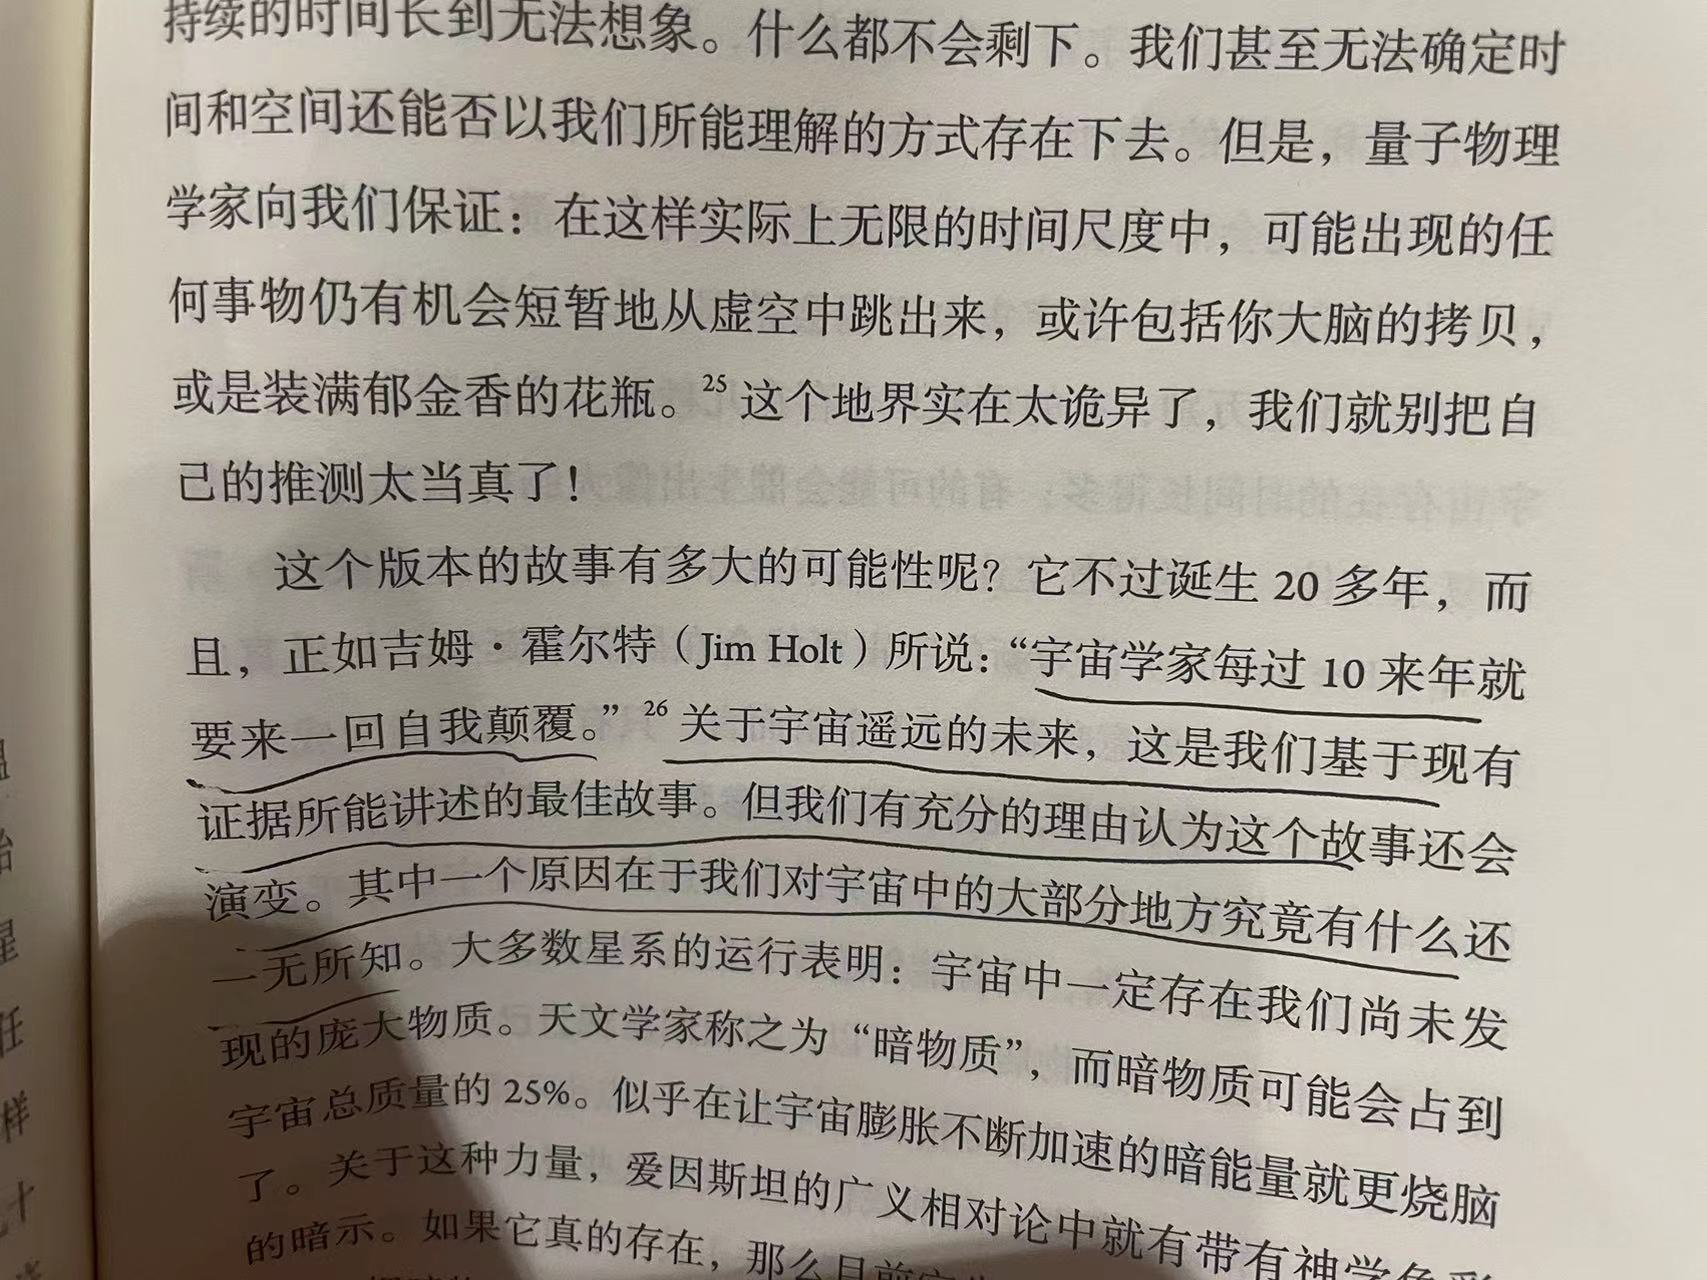 持续的时间长到无法想象。什么都不会剩下。我们甚至无法确定时
间和空间还能否以我们所能理解的方式存在下去。但是，量子物理
学家向我们保证：在这样实际上无限的时间尺度中，可能出现的任
何事物仍有机会短暂地从虚空中跳出来，或许包括你大脑的拷贝，
或是装满郁金香的花瓶。25 这个地界实在太诡异了，我们就别把自
己的推测太当真了！
这个版本的故事有多大的可能性呢？它不过诞生 20 多年，而
且，正如吉姆·霍尔特（Jim Holt）所说：“宇宙学家每过 10 来年就
要来一回自我颠覆。”26 关于宇宙遥远的未来，这是我们基于现有
证据所能讲述的最佳故事。但我们有充分的理由认为这个故事还会
演变。其中一个原因在于我们对宇宙中的大部分地方究竟有什么还
一无所知。大多数星系的运行表明：宇宙中一定存在我们尚未发
现的庞大物质。天文学家称之为“暗物质”，而暗物质可能会占到
宇宙总质量的 25%。似乎在让宇宙膨胀不断加速的暗能量就更烧脑
了。关于这种力量，爱因斯坦的广义相对论中就有带有神学色彩
的暗示。如果它真的存在，那么目前宇